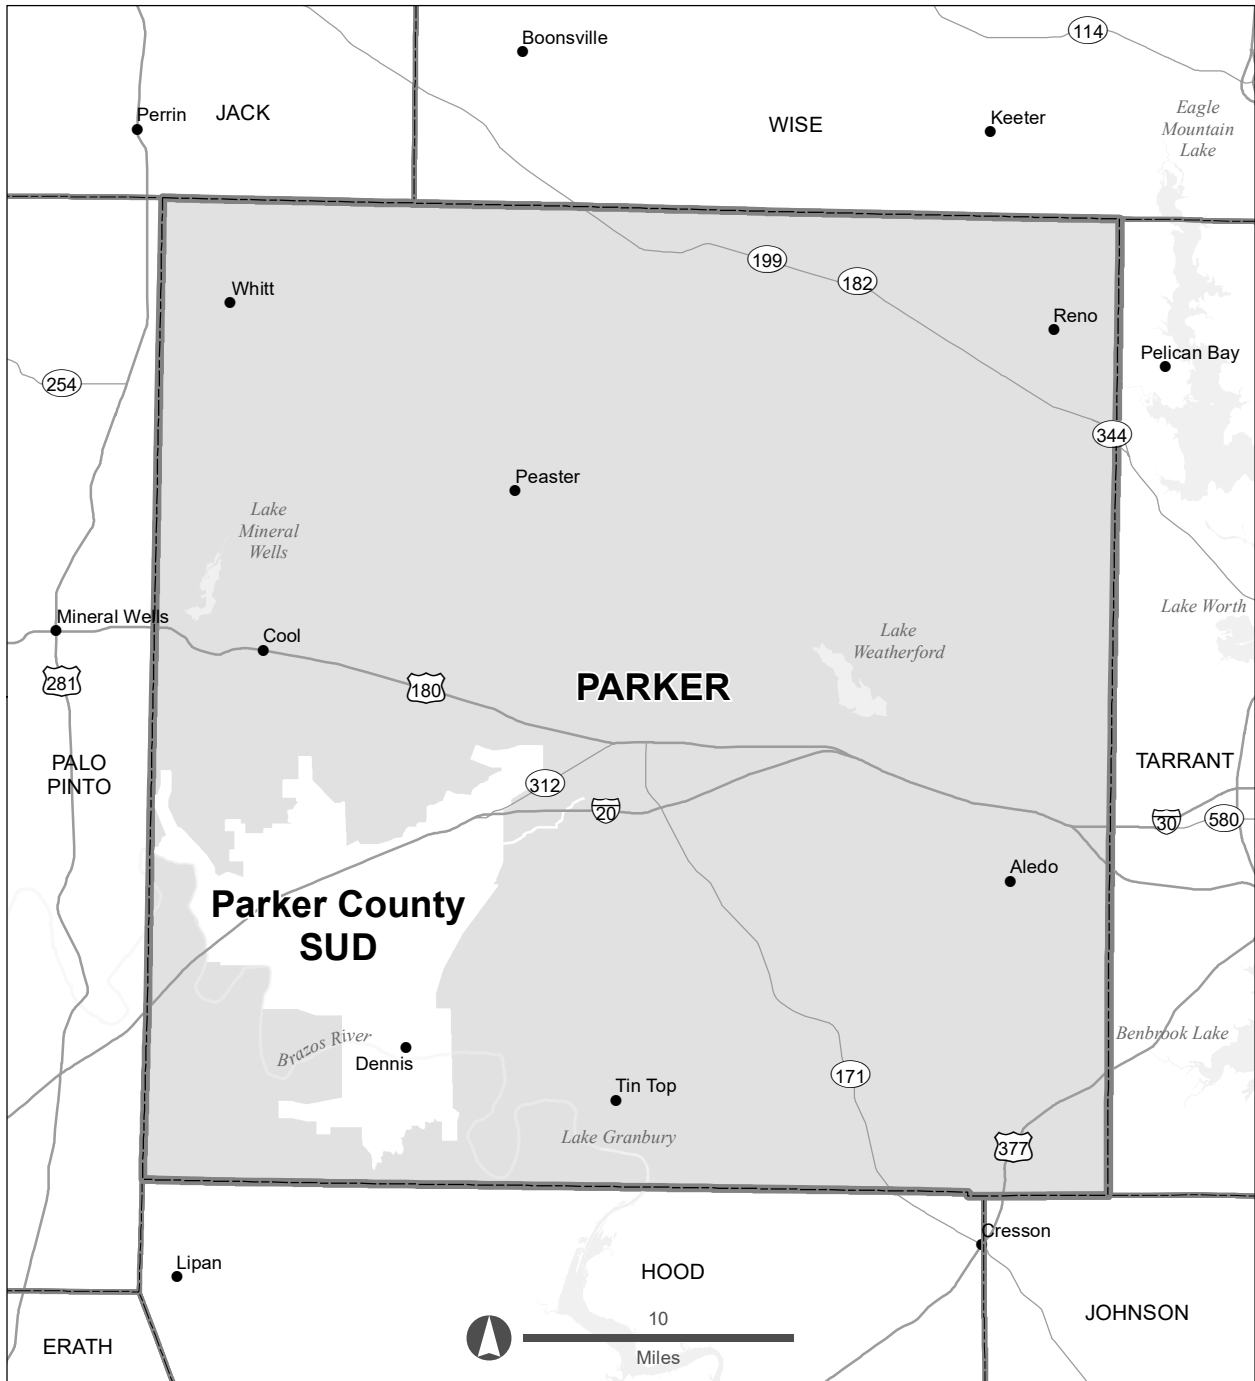 Boonsville
114
Perrin
JACK
WISE
Keeter
Eagle
Mountain
Lake
199
182
Whitt
Reno
Pelican Bay
254
344
Peaster
Lake
Mineral
Wells
Mineral Wells
Lake Worth
Cool
Lake
Weatherford
281
180
PARKER
PALO
PINTO
TARRANT
312
20
30
580
Aledo
Parker County
SUD
Brazos River
Dennis
Benbrook Lake
171
Tin Top
Lake Granbury
377
Cresson
Lipan
HOOD
10
Miles
JOHNSON
ERATH